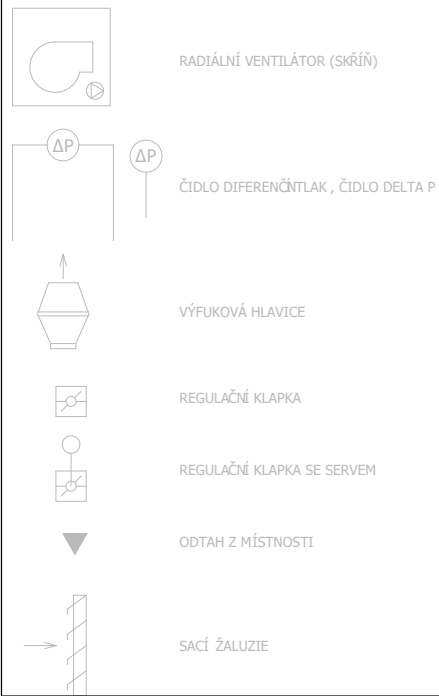 RADIÁLNÍ VENTILÁTOR (SKŘÍŇ)
ΔP
ΔP
ČIDLO DIFERENČNÍTLAK , ČIDLO DELTA P
VÝFUKOVÁ HLAVICE
REGULAČNÍ KLAPKA
REGULAČNÍ KLAPKA SE SERVEM
ODTAH Z MÍSTNOSTI
SACÍ ŽALUZIE